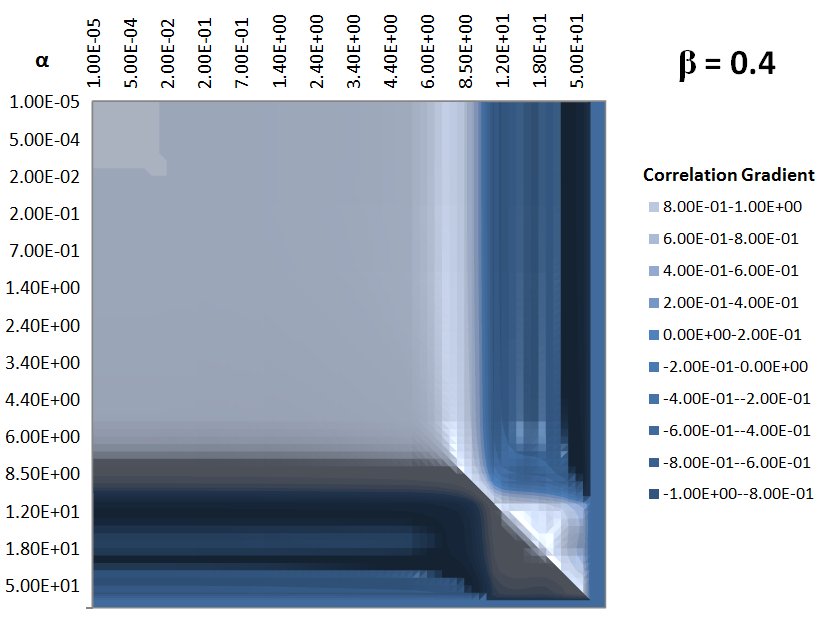 α
1.00E-05
5.00E-04
2.00E-02
2.00E-01
7.00E-01
1.40E+00
2.40E+00
3.40E+00
4.40E+00
6.00E+00
8.50E+00
1.20E+01
1.80E+01
5.00E+01
β = 0.4
1.00E-05
5.00E-04
2.00E-02
2.00E-01
7.00E-01
1.40E+00
2.40E+00
3.40E+00
4.40E+00
6.00E+00
8.50E+00
1.20E+01
1.80E+01
5.00E+01
Correlation Gradient
8.00E-01-1.00E+00
6.00E-01-8.00E-01
4.00E-01-6.00E-01
2.00E-01-4.00E-01
0.00E+00-2.00E-01
-2.00E-01-0.00E+00
-4.00E-01--2.00E-01
-6.00E-01--4.00E-01
-8.00E-01--6.00E-01
-1.00E+00--8.00E-01